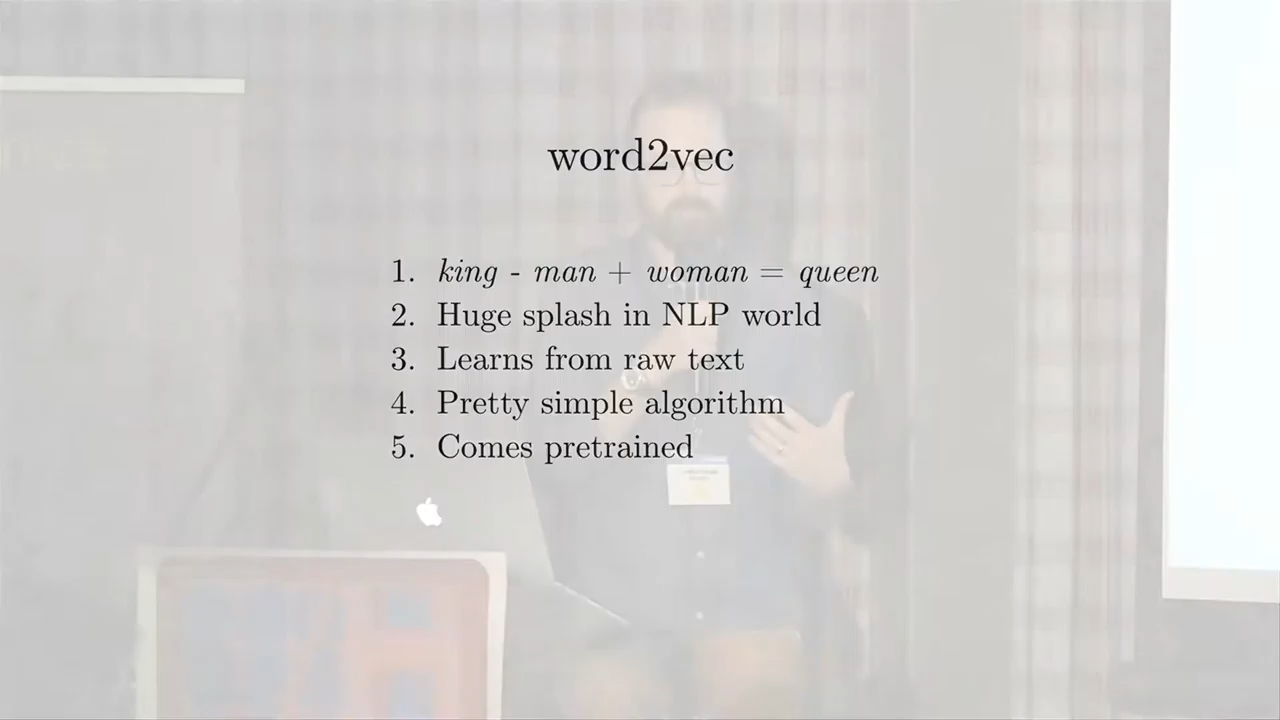 word2vec
1. king - man + woman = queen
2. Huge splash in NLP world
3. Learns from raw text
4. Pretty simple algorithm
5. Comes pretrained